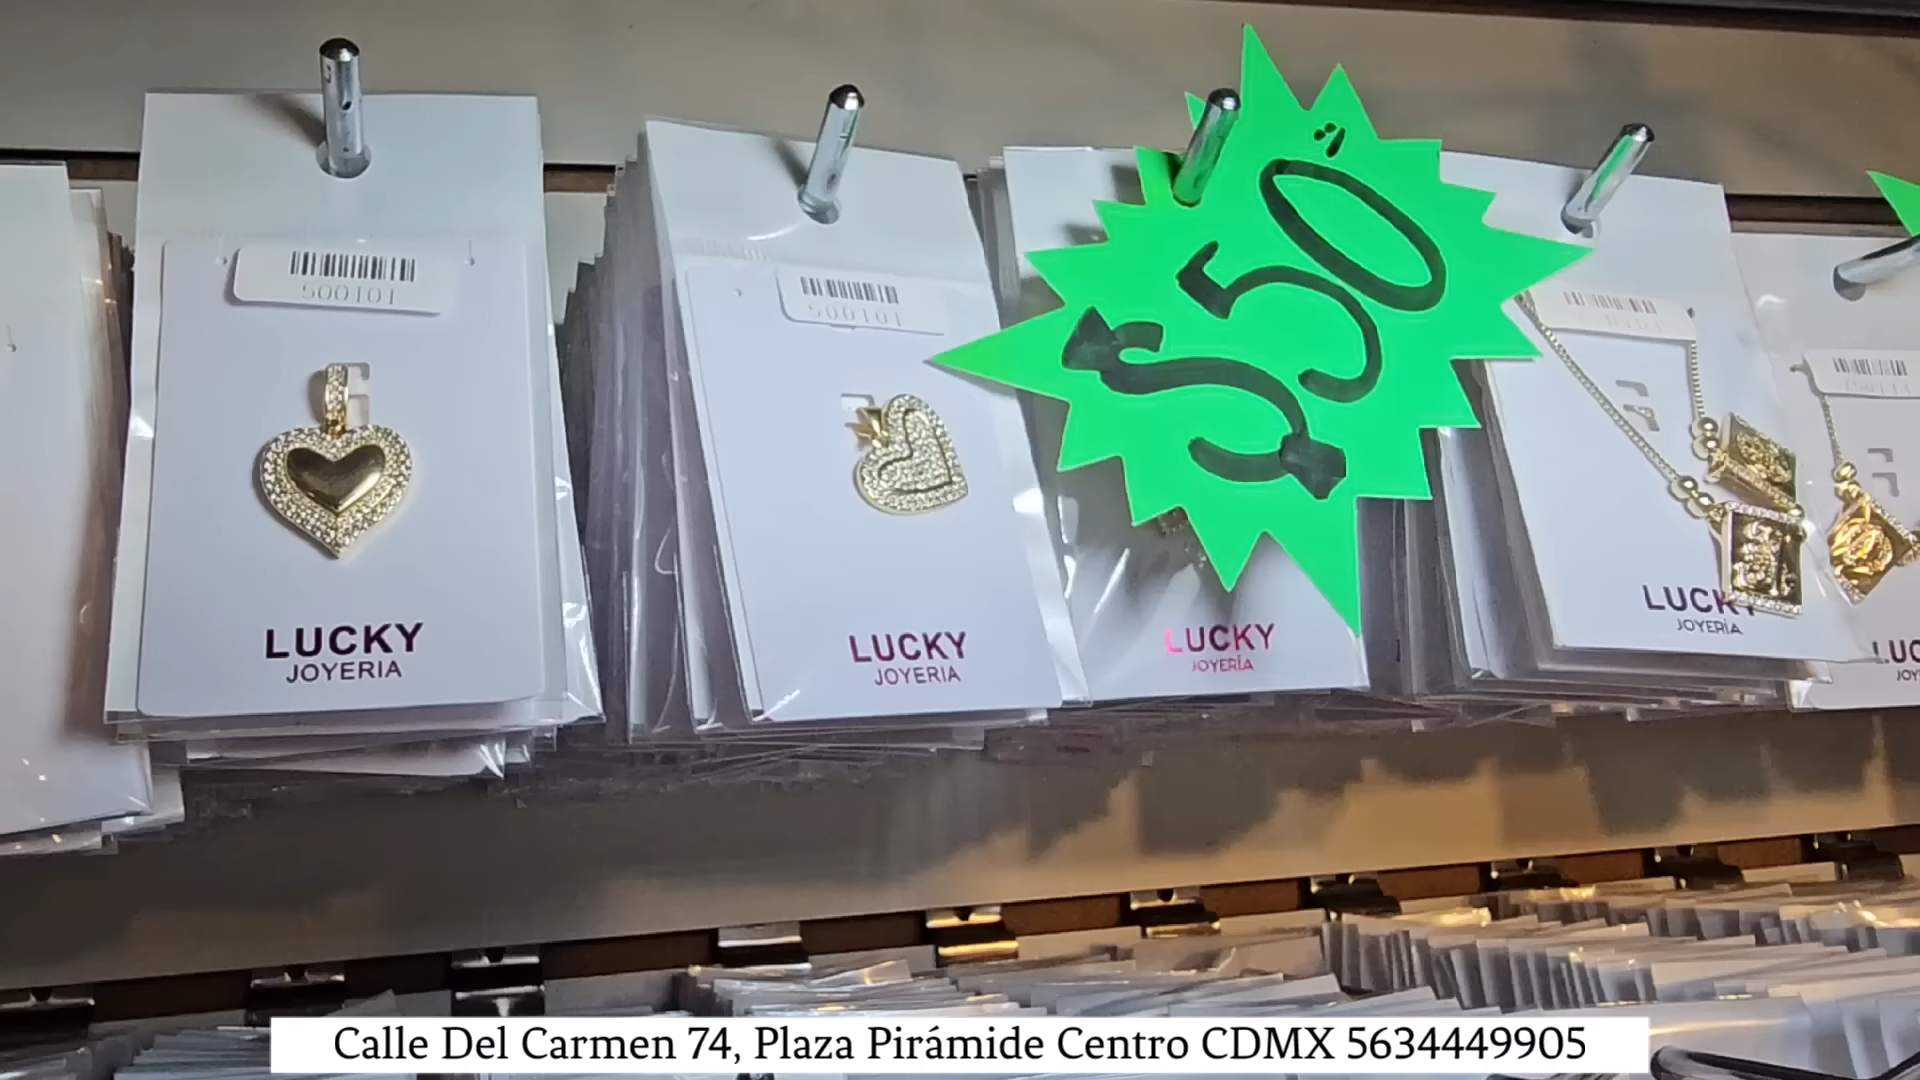 $50
500101
500101
LUCKY
JOYERIA
LUCKY
JOYERIA
LUCKY
JOYERÍA
LUCKY
JOYERÍA
Calle Del Carmen 74, Plaza Pirámide Centro CDMX 5634449905